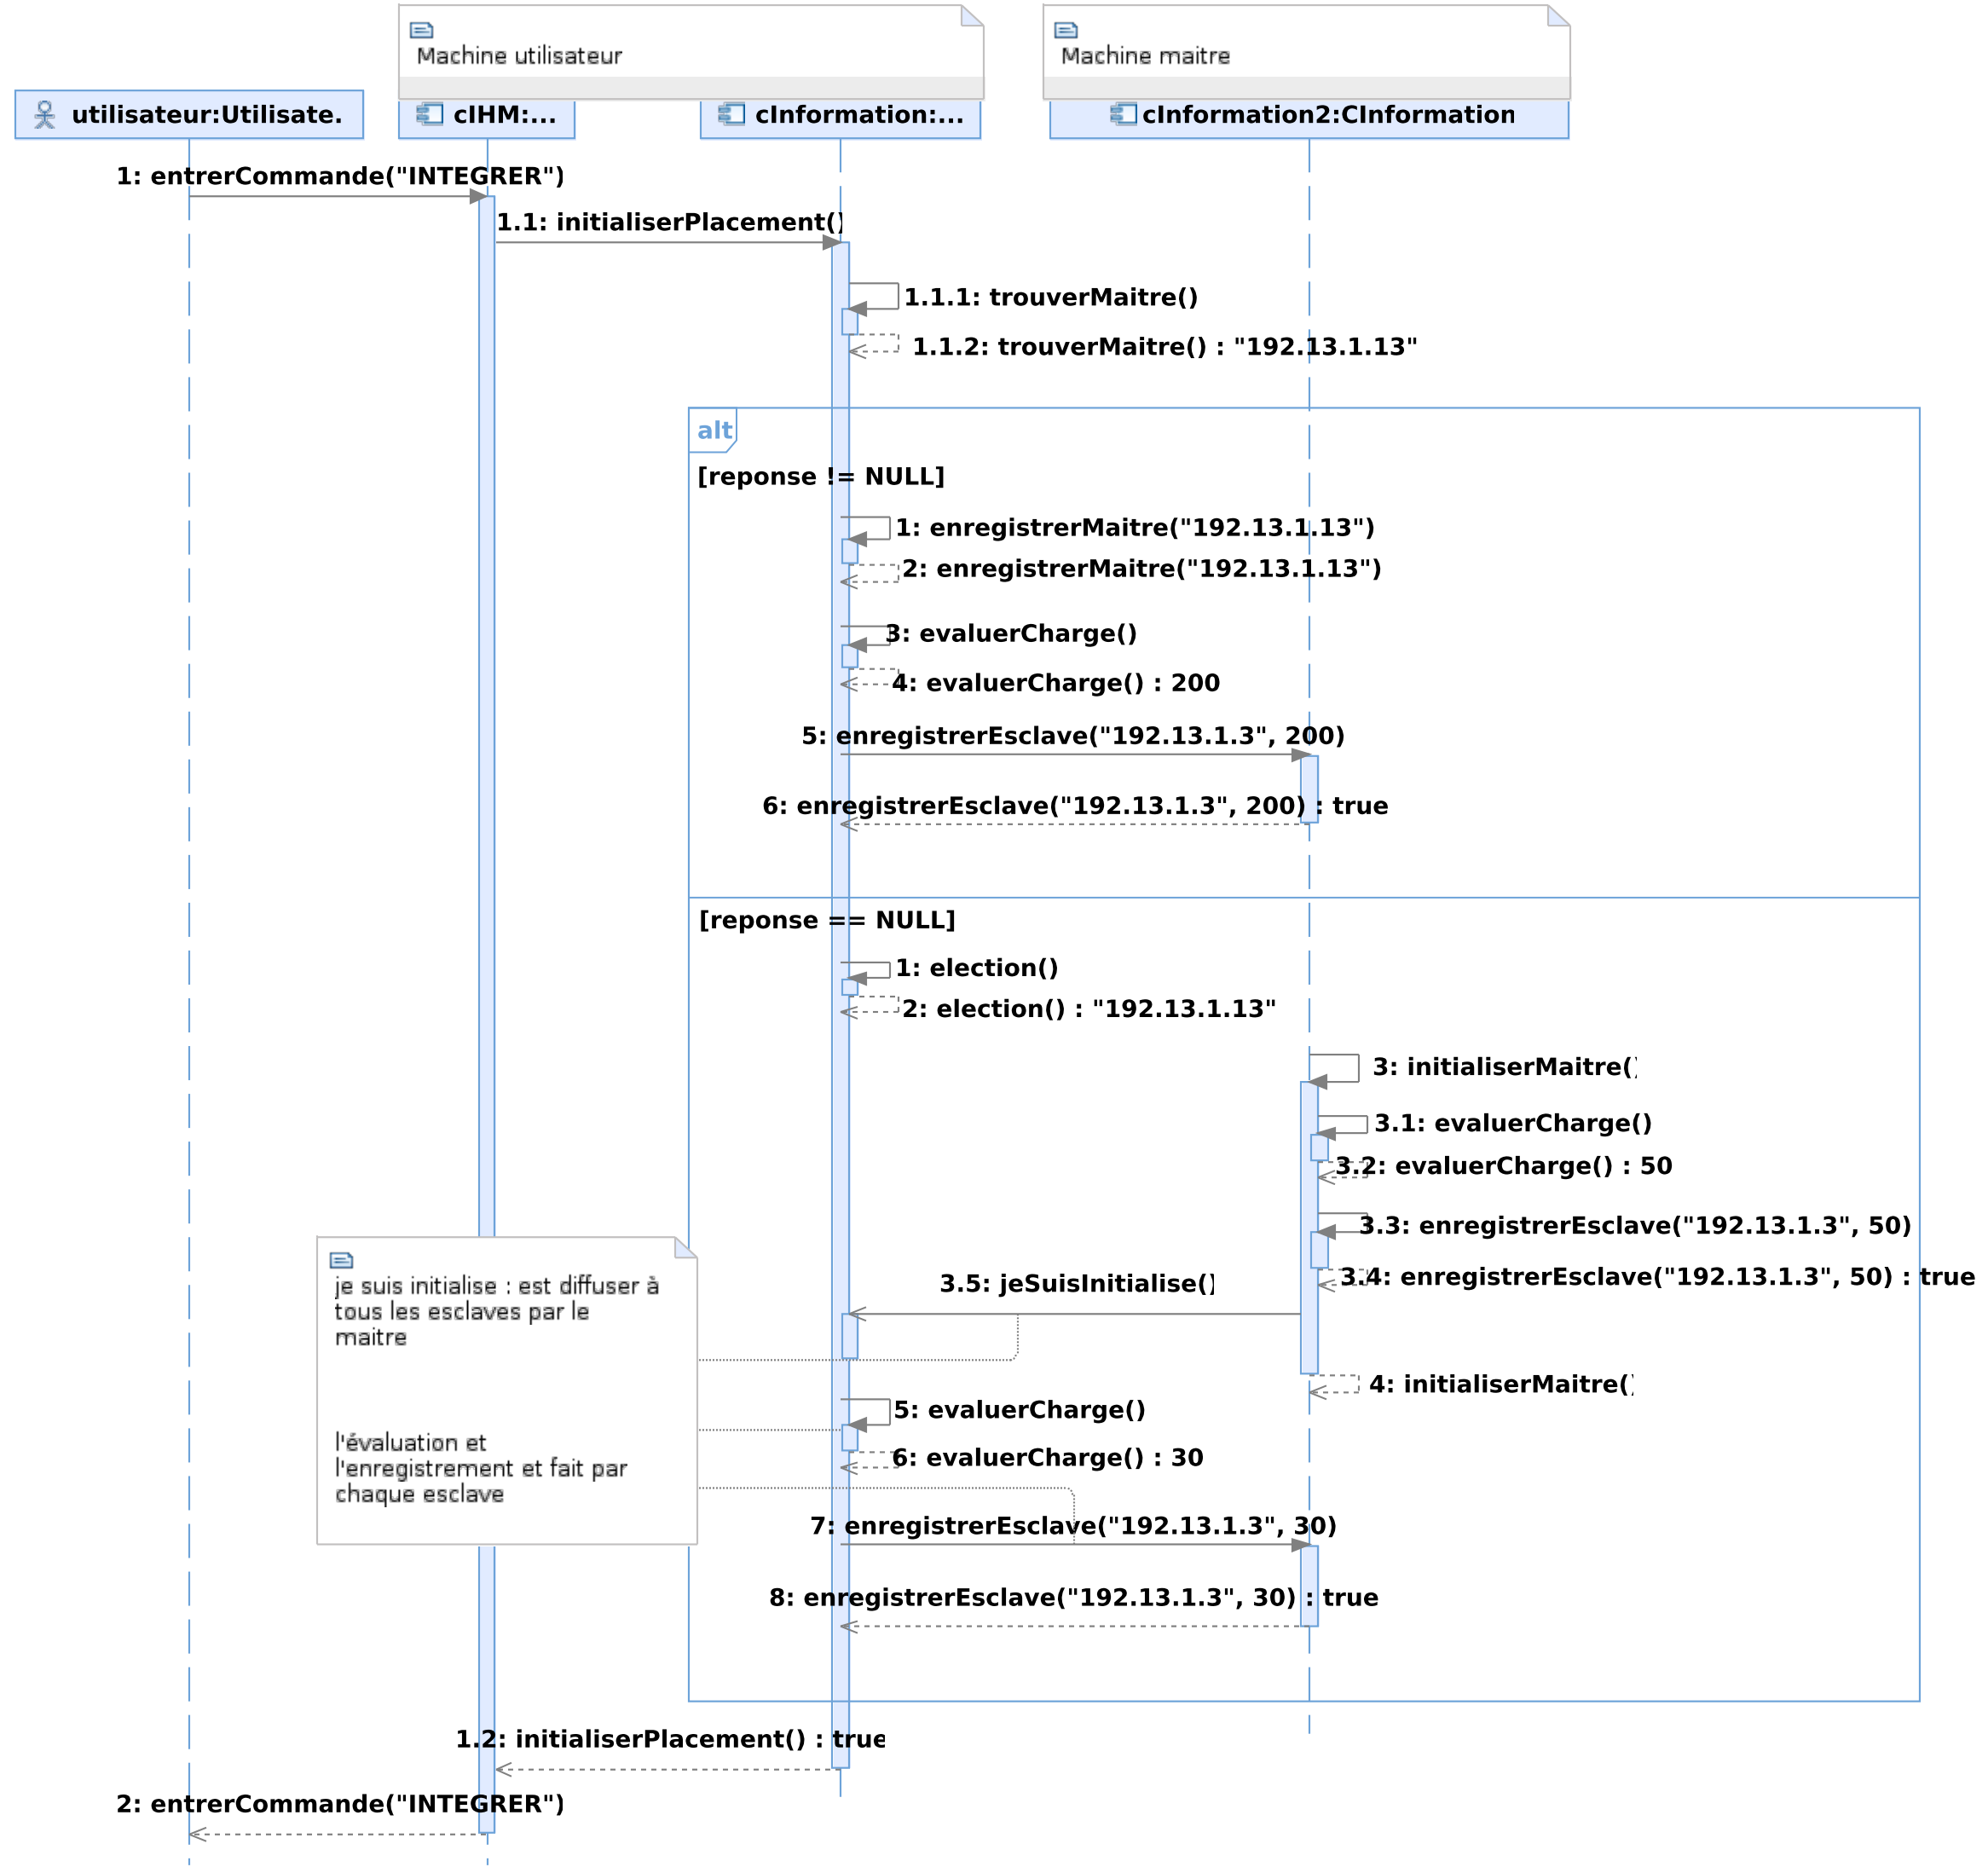 Machine utilisateur
Machine maitre
utilisateur:Utilisate.
cIHM:...
cInformation:...
cInformation2:CInformation
1: entrerCommande("INTEGRER")
1.1: initialiserPlacement()
1.1.1: trouverMaitre()
1.1.2: trouverMaitre() : "192.13.1.13"
alt
[reponse != NULL]
1: enregistrerMaitre("192.13.1.13")
2: enregistrerMaitre("192.13.1.13")
3: evaluerCharge()
4: evaluerCharge() : 200
5: enregistrerEsclave("192.13.1.3", 200)
6: enregistrerEsclave("192.13.1.3", 200) : true
[reponse == NULL]
1: election()
2: election() : "192.13.1.13"
3: initialiserMaitre()
3.1: evaluerCharge()
3.2: evaluerCharge() : 50
3.3: enregistrerEsclave("192.13.1.3", 50)
3.4: enregistrerEsclave("192.13.1.3", 50) : true
3.5: jeSuisInitialise()
je suis initialise : est diffuser à
tous les esclaves par le
maitre
4: initialiserMaitre()
5: evaluerCharge()
l'évaluation et
l'enregistrement et fait par
chaque esclave
6: evaluerCharge() : 30
7: enregistrerEsclave("192.13.1.3", 30)
8: enregistrerEsclave("192.13.1.3", 30) : true
1.2: initialiserPlacement() : true
2: entrerCommande("INTEGRER")